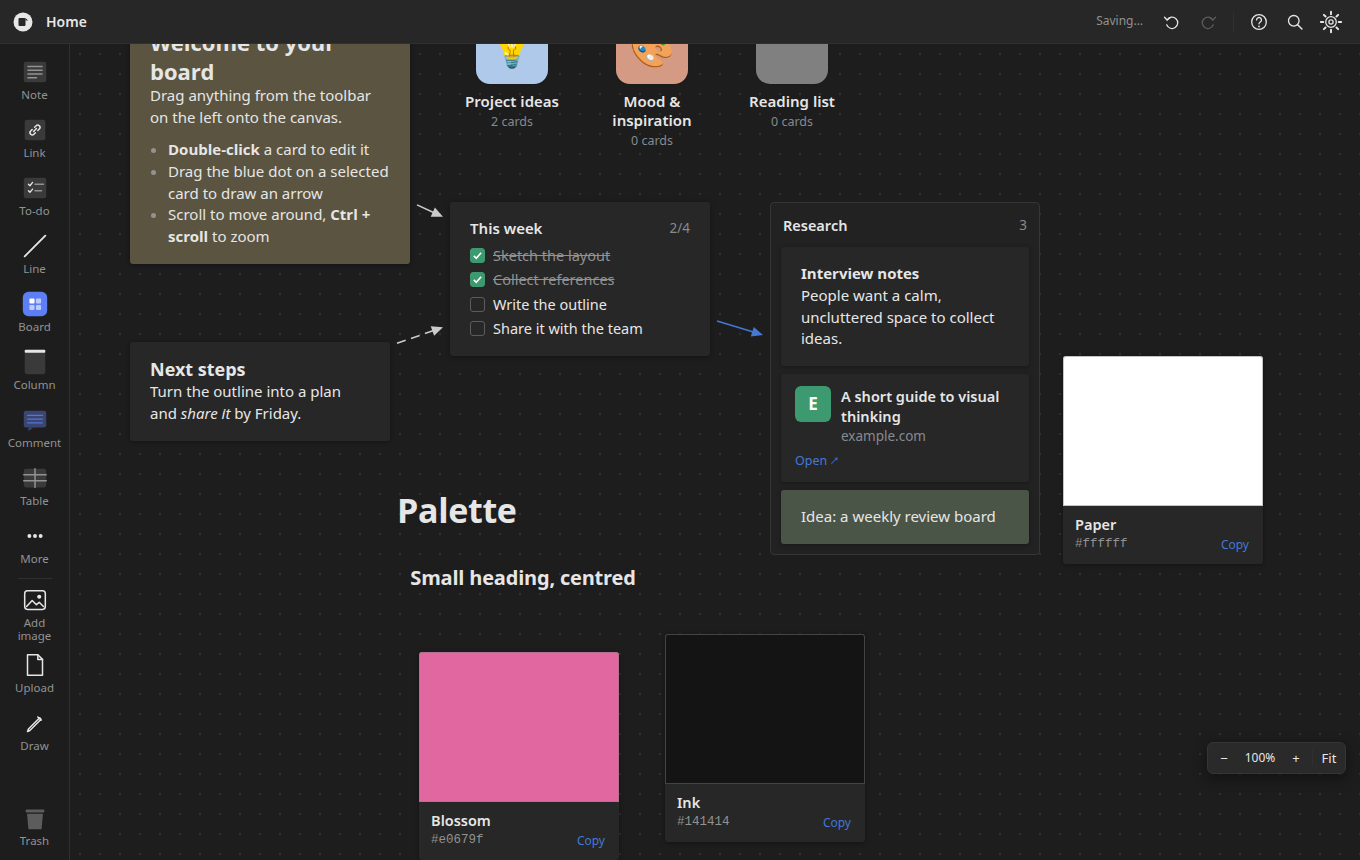 Home
Saving...
Note
Link
To-do
Line
Board
Column
Comment
Table
More
Add
image
Upload
Draw
Trash
Welcome to your
board
Drag anything from the toolbar
on the left onto the canvas.
Double-click a card to edit it
Drag the blue dot on a selected
card to draw an arrow
Scroll to move around, Ctrl +
scroll to zoom
Project ideas
2 cards
Mood &
inspiration
0 cards
Reading list
0 cards
This week
2/4
Sketch the layout
Collect references
Write the outline
Share it with the team
Next steps
Turn the outline into a plan
and share it by Friday.
Research
3
Interview notes
People want a calm,
uncluttered space to collect
ideas.
E
A short guide to visual
thinking
example.com
Open ↗
Idea: a weekly review board
Paper
#ffffff
Copy
Palette
Small heading, centred
Blossom
#e0679f
Copy
Ink
#141414
Copy
− 100% + Fit